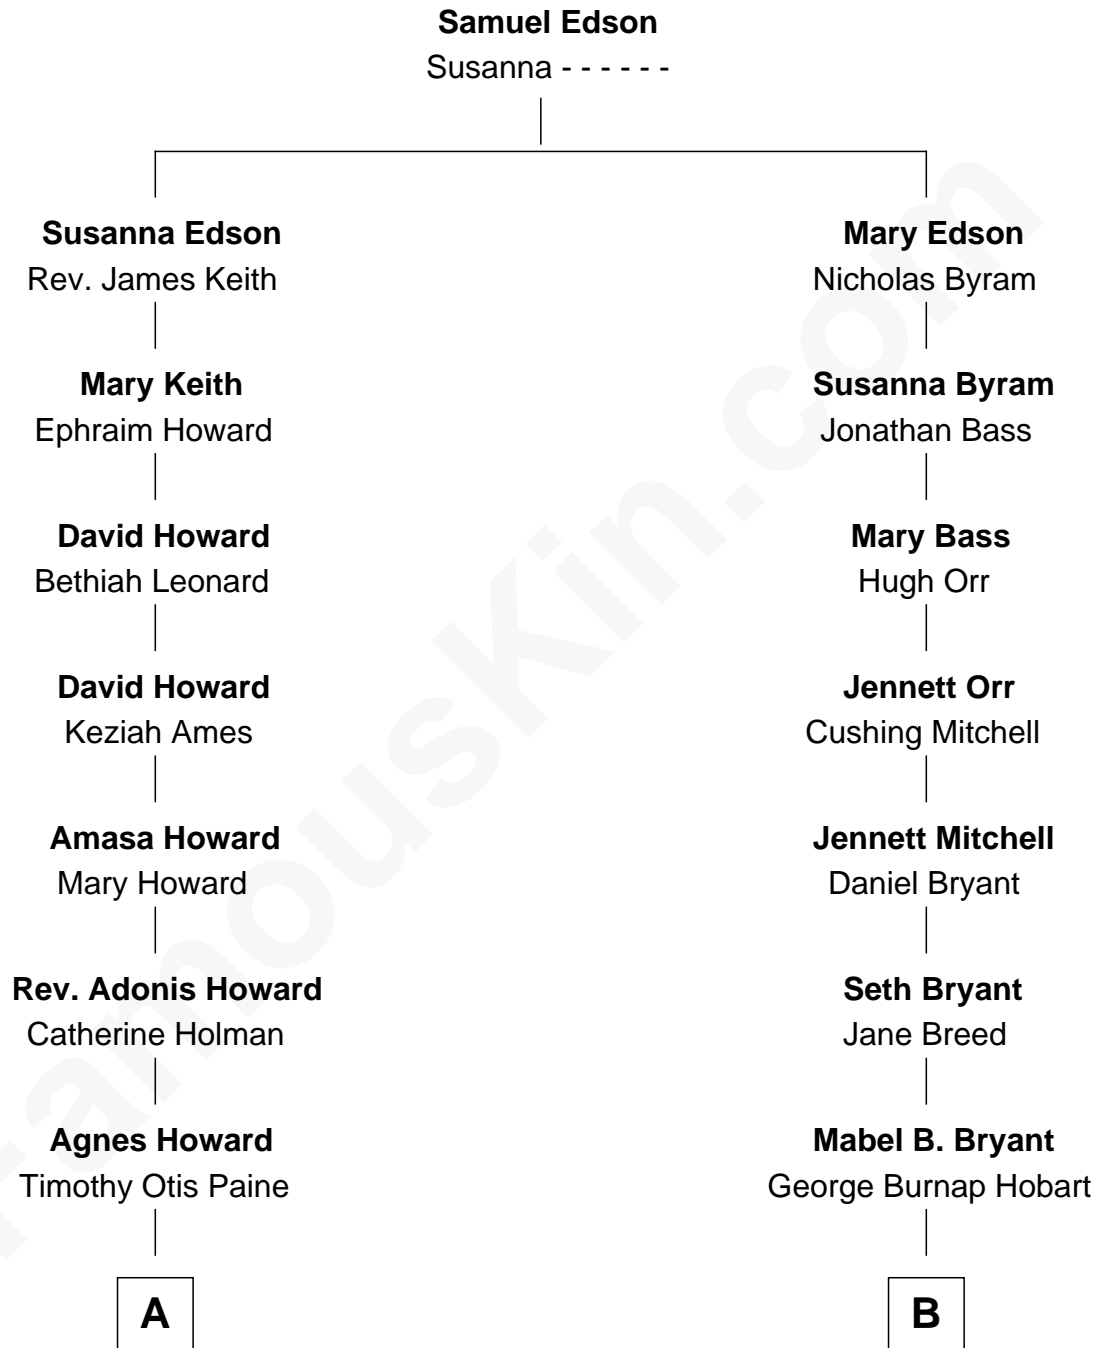 Samuel Edson
Susanna - - - - - -
Susanna Edson
Rev. James Keith
Mary Edson
Nicholas Byram
Mary Keith
Ephraim Howard
Susanna Byram
Jonathan Bass
David Howard
Bethiah Leonard
Mary Bass
Hugh Orr
David Howard
Keziah Ames
Jennett Orr
Cushing Mitchell
Amasa Howard
Mary Howard
Jennett Mitchell
Daniel Bryant
Rev. Adonis Howard
Catherine Holman
Seth Bryant
Jane Breed
Agnes Howard
Timothy Otis Paine
Mabel B. Bryant
George Burnap Hobart
A
B
FamousKin.com